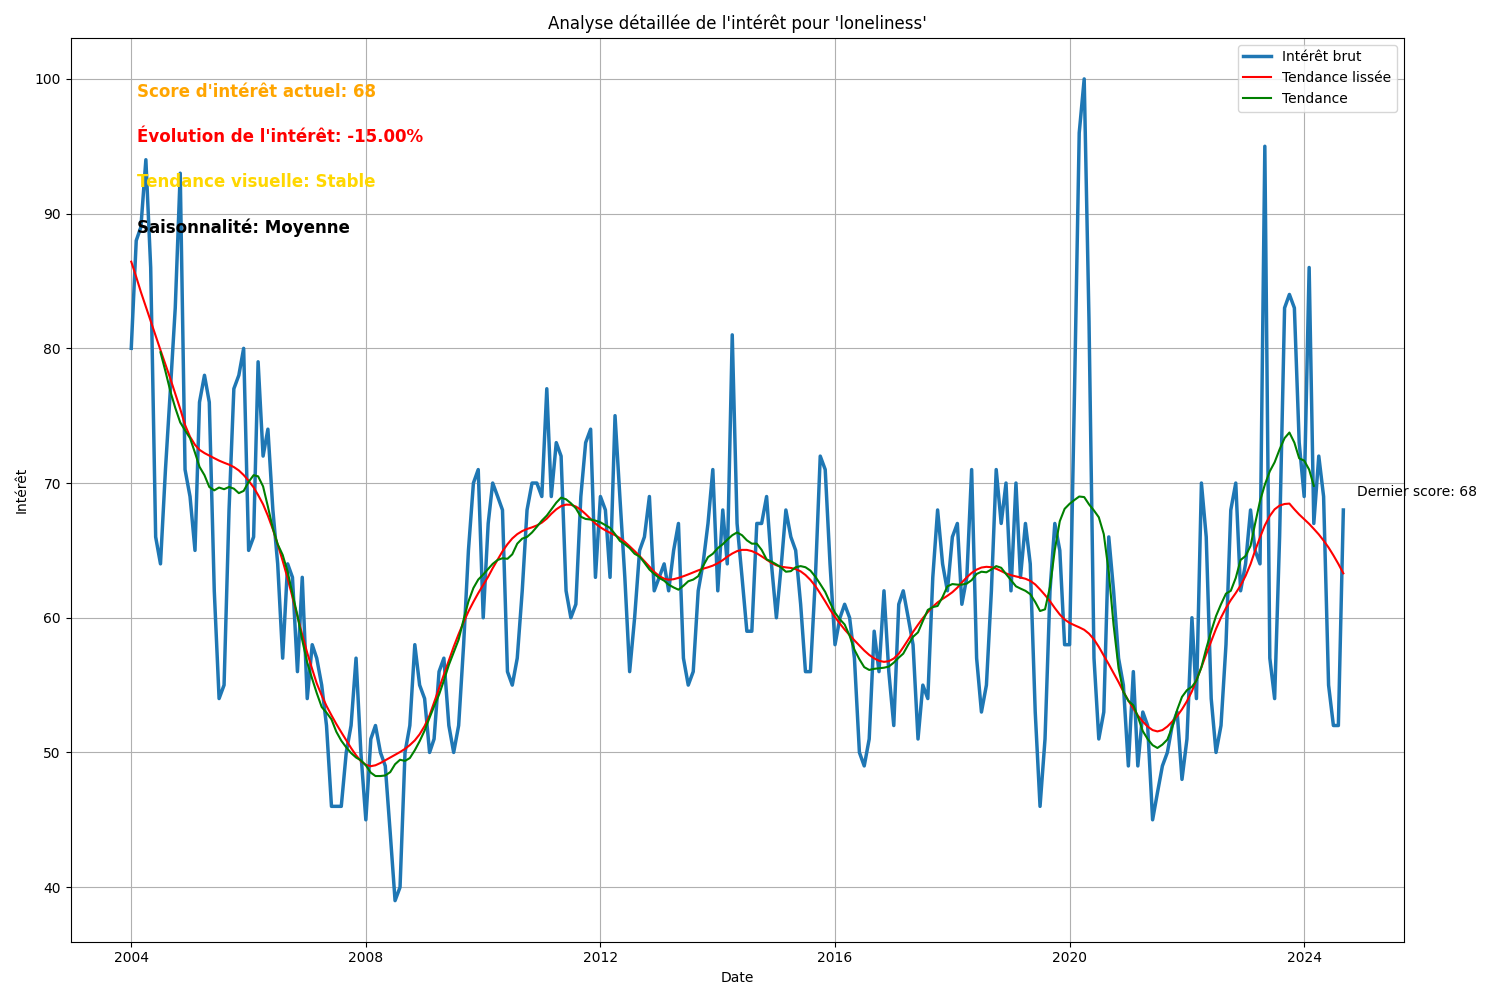 Analyse détaillée de l'intérêt pour 'loneliness'
Intérêt brut
Tendance lissée
Tendance
Score d'intérêt actuel: 68
Évolution de l'intérêt: -15.00%
Tendance visuelle: Stable
Saisonnalité: Moyenne
Dernier score: 68
Intérêt
100
90
80
70
60
50
40
2004
2008
2012
2016
2020
2024
Date